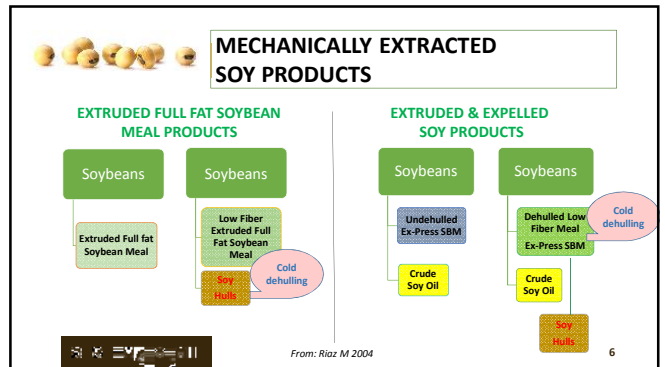 MECHANICALLY EXTRACTED
SOY PRODUCTS
EXTRUDED FULL FAT SOYBEAN
MEAL PRODUCTS
Soybeans
Extruded Full fat
Soybean Meal
Soybeans
Low Fiber
Extruded Full
Fat Soybean
Meal
Cold
dehulling
Soy
Hulls
EXTRUDED & EXPELLED
SOY PRODUCTS
Soybeans
Undehulled
Ex-Press SBM
Crude
Soy Oil
Soybeans
Dehulled Low
Fiber Meal
Ex-Press SBM
Cold
dehulling
Crude
Soy Oil
Soy
Hulls
From: Riaz M 2004
6